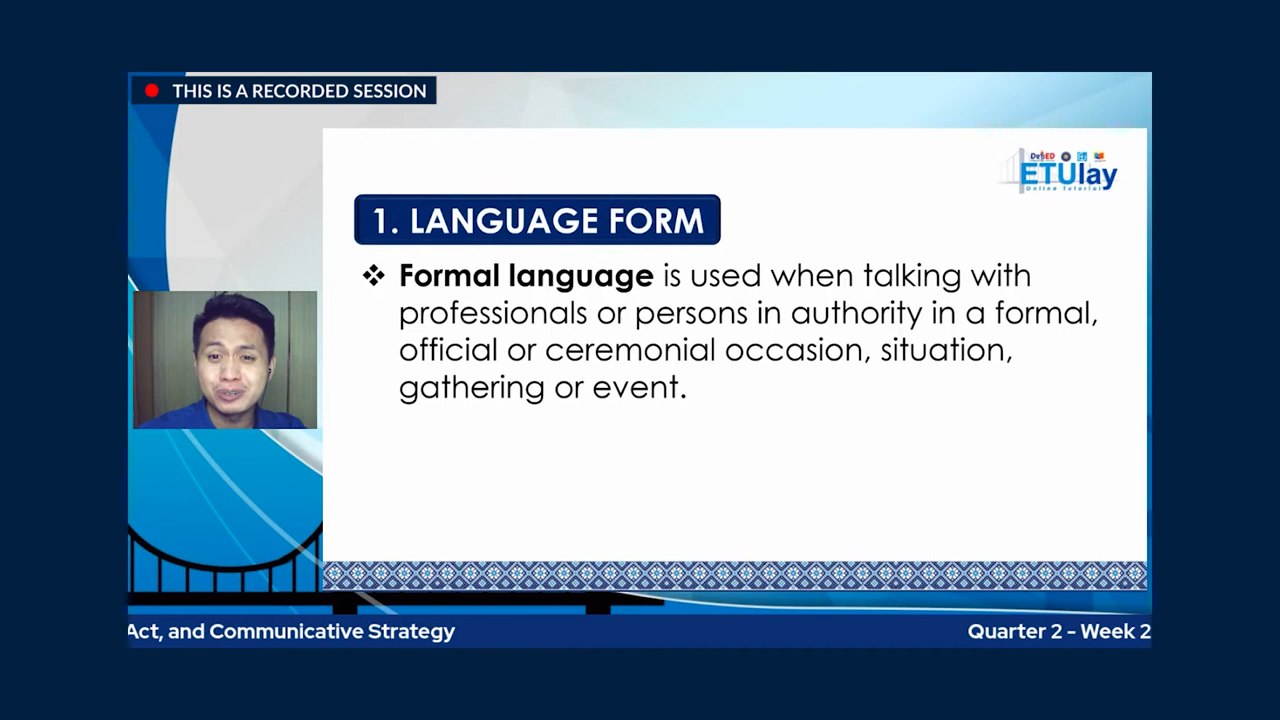 THIS IS A RECORDED SESSION
DepED
ETUlay
Online Tutorial
1. LANGUAGE FORM
❖ Formal language is used when talking with
professionals or persons in authority in a formal,
official or ceremonial occasion, situation,
gathering or event.
Act, and Communicative Strategy
Quarter 2 - Week 2